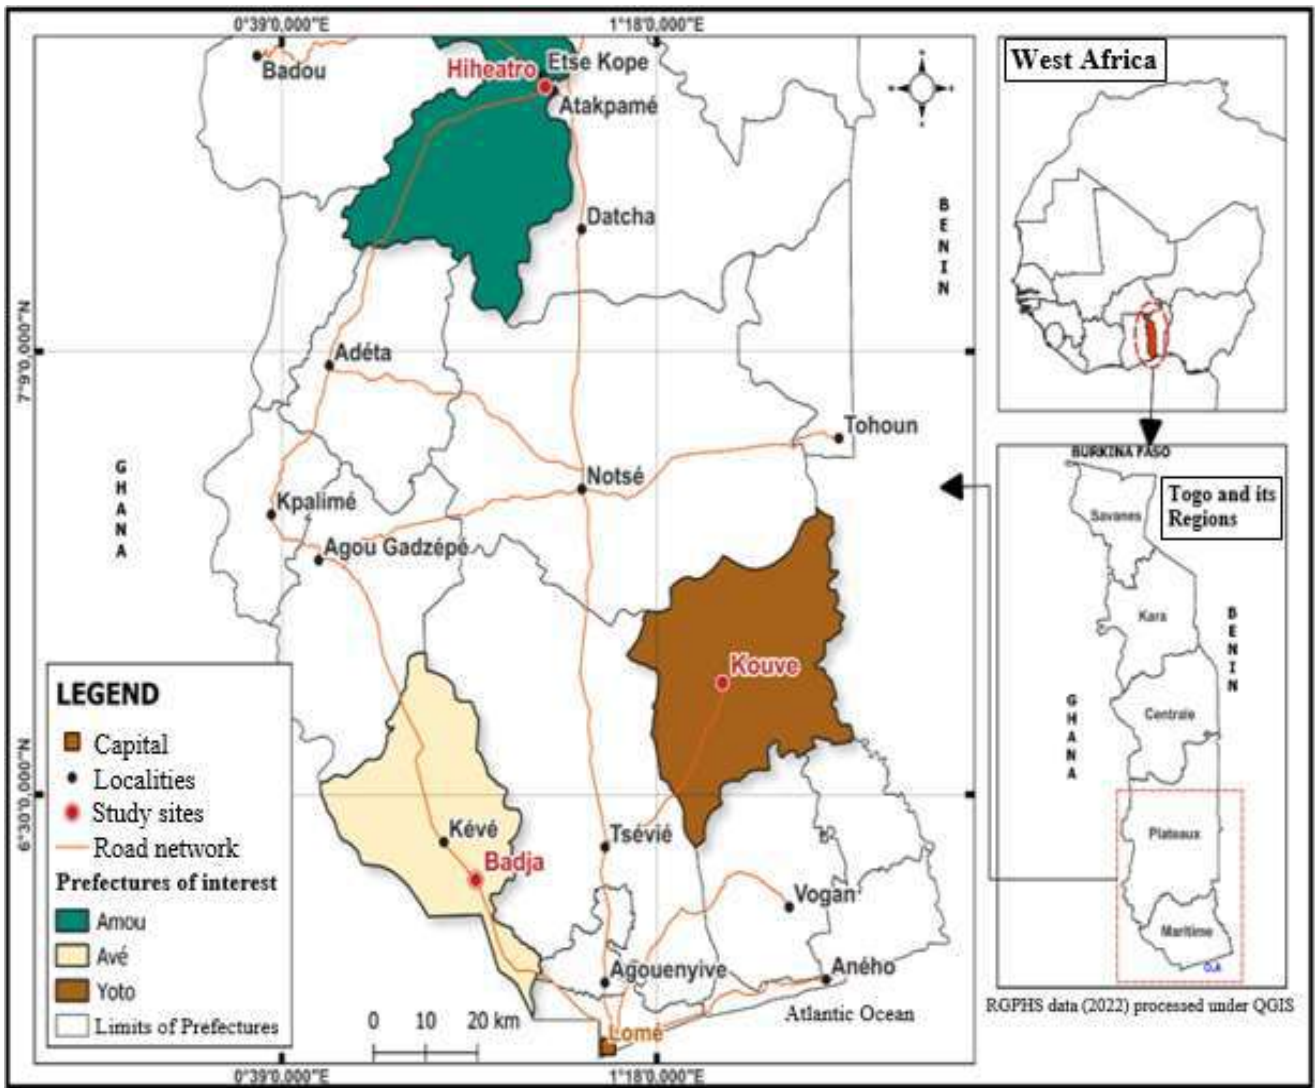 0°39'0,000"E
1°18'0,000"E
Badou
Hiheatro
Etse Kope
Atakpamé
Datcha
BENIN
7°9'0,000"N
Adéta
Tohoun
GHANA
Notsé
Kpalimé
Agou Gadzépé
Kouve
6°30'0,000"N
Kévé
Badja
Tsévié
Vogan
Agouenyive
Aného
Atlantic Ocean
Lomé
0 10 20 km
0°39'0,000"E
1°18'0,000"E
LEGEND
Capital
Localities
Study sites
Road network
Prefectures of interest
Amou
Avé
Yoto
Limits of Prefectures
West Africa
BURKINA FASO
Togo and its
Regions
Savanes
Kara
BENIN
GHANA
Centrale
Plateaux
Maritime
O.A
RGPHS data (2022) processed under QGIS